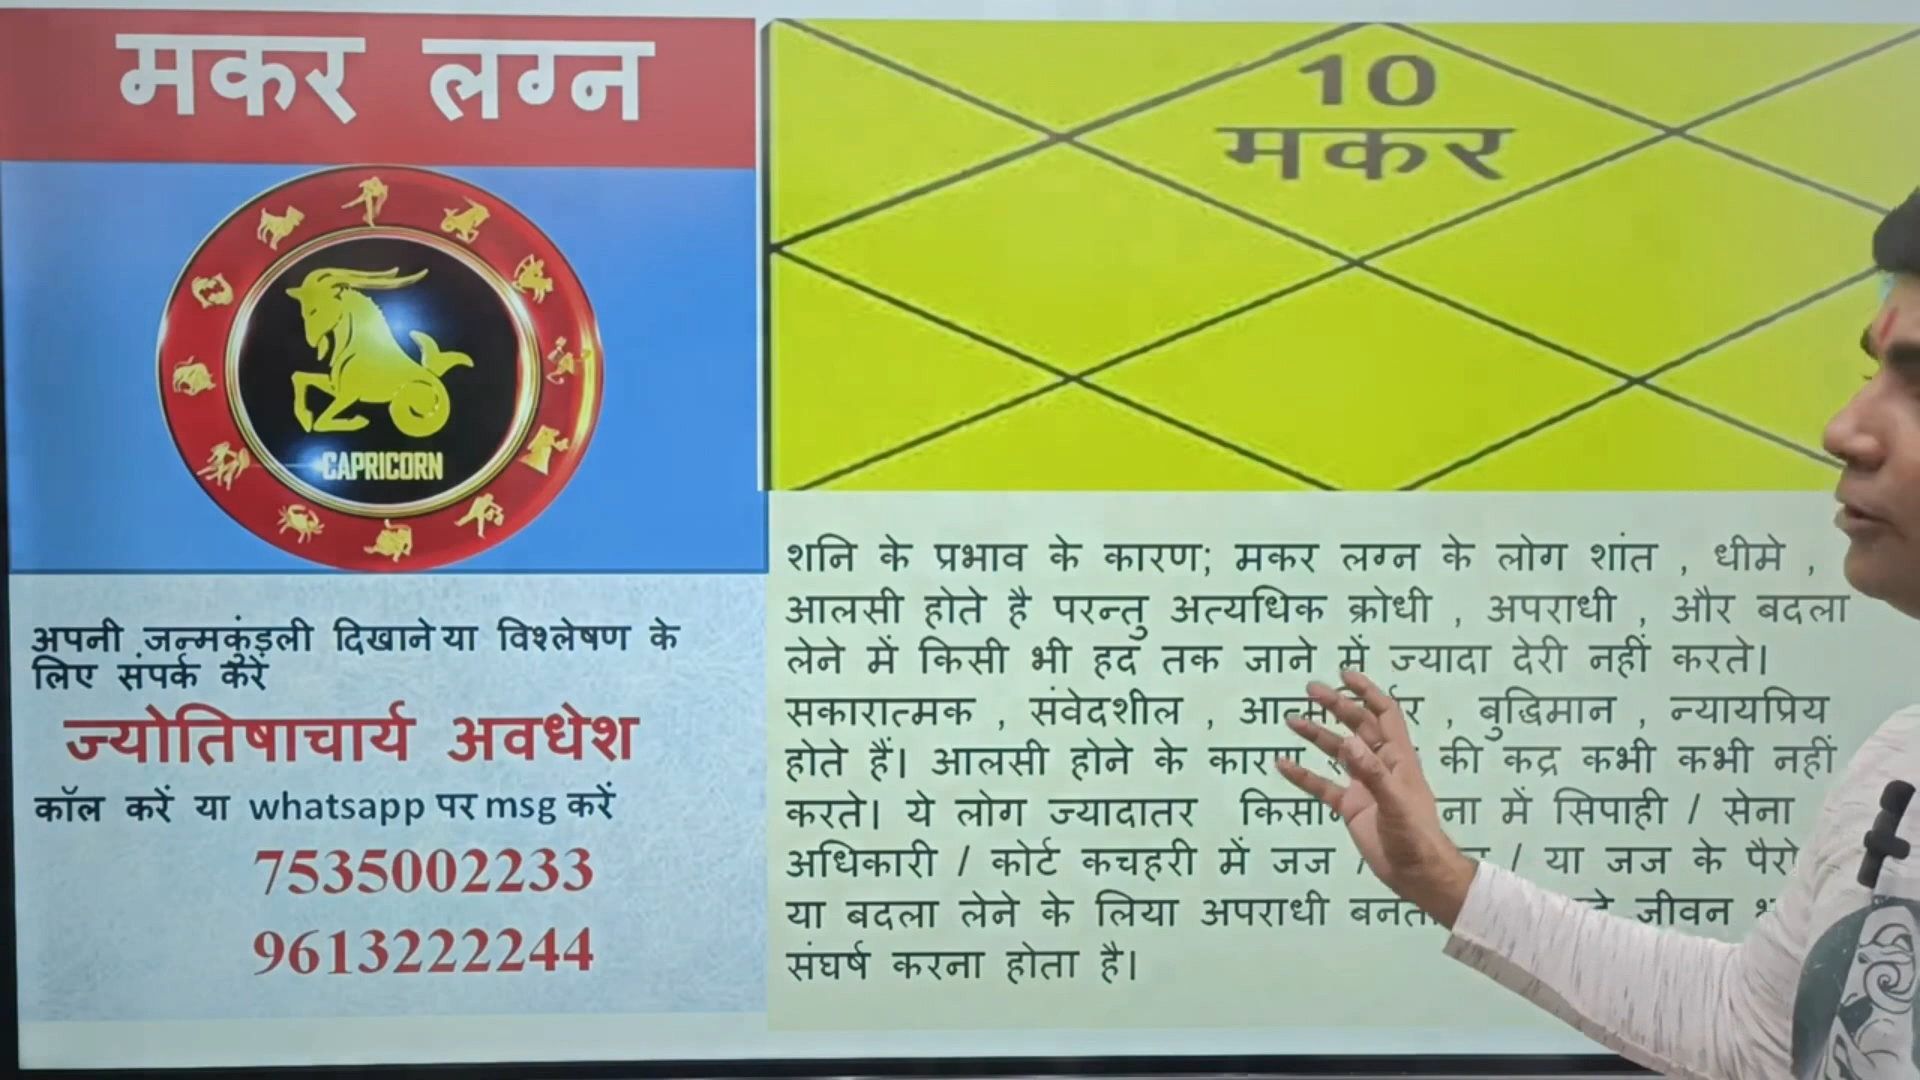 मकर लग्न
CAPRICORN
अपनी जन्मकुंडली दिखाने या विश्लेषण के
लिए संपर्क करें
ज्योतिषाचार्य अवधेश
कॉल करें या whatsapp पर msg करें
7535002233
9613222244
10
मकर
शनि के प्रभाव के कारण; मकर लग्न के लोग शांत , धीमे ,
आलसी होते है परन्तु अत्यधिक क्रोधी , अपराधी , और बदला
लेने में किसी भी हद तक जाने में ज्यादा देरी नहीं करते।
सकारात्मक , संवेदशील , , बुद्धिमान , न्यायप्रिय
होते हैं। आलसी होने के कारण की कद्र कभी कभी नहीं
करते। ये लोग ज्यादातर में सिपाही / सेना
अधिकारी / कोर्ट कचहरी में जज / / या जज के
या बदला लेने के लिया अपराधी जीवन
संघर्ष करना होता है।